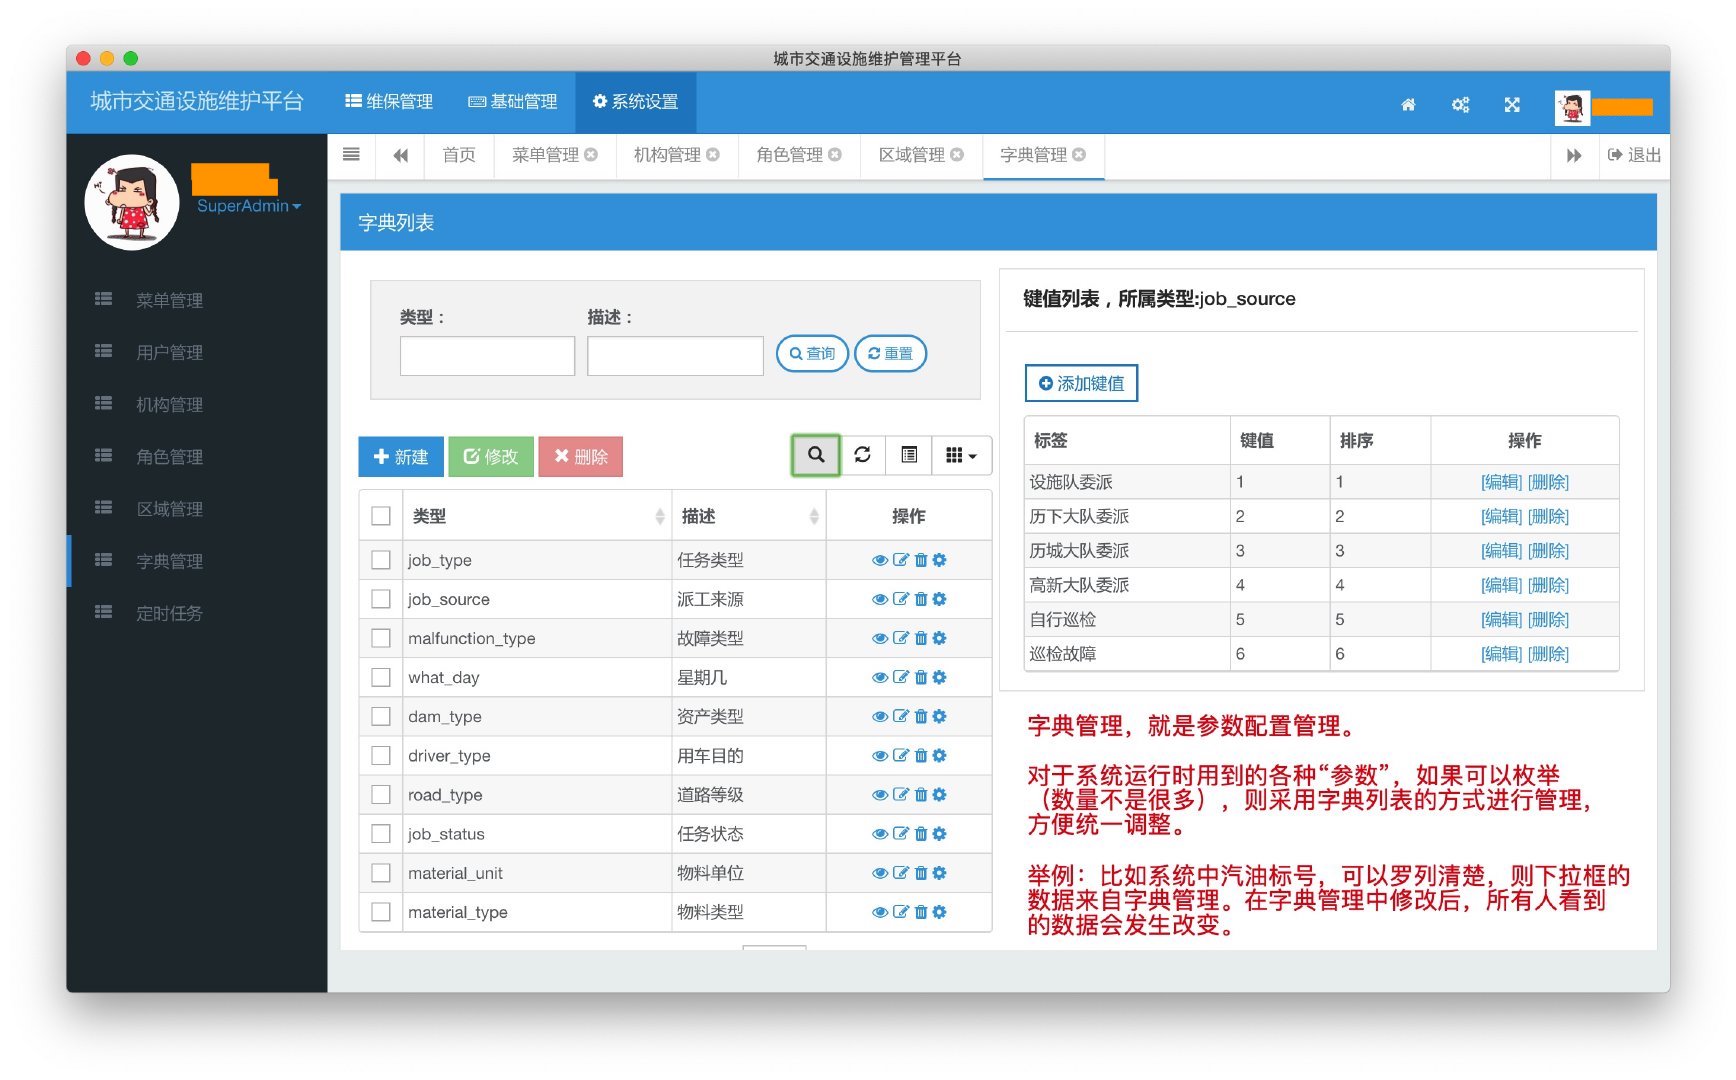 城市交通设施维护管理平台
城市交通设施维护平台 维保管理 基础管理 系统设置
首页 菜单管理 机构管理 角色管理 区域管理 字典管理 退出
SuperAdmin
菜单管理
用户管理
机构管理
角色管理
区域管理
字典管理
定时任务
字典列表
类型： 描述：
查询 重置
新建 修改 删除
类型 描述 操作
job_type 任务类型
job_source 派工来源
malfunction_type 故障类型
what_day 星期几
dam_type 资产类型
driver_type 用车目的
road_type 道路等级
job_status 任务状态
material_unit 物料单位
material_type 物料类型
键值列表，所属类型:job_source
添加键值
标签 键值 排序 操作
设施队委派 1 1 [编辑] [删除]
历下大队委派 2 2 [编辑] [删除]
历城大队委派 3 3 [编辑] [删除]
高新大队委派 4 4 [编辑] [删除]
自行巡检 5 5 [编辑] [删除]
巡检故障 6 6 [编辑] [删除]
字典管理，就是参数配置管理。
对于系统运行时用到的各种“参数”，如果可以枚举
（数量不是很多），则采用字典列表的方式进行管理，
方便统一调整。
举例：比如系统中汽油标号，可以罗列清楚，则下拉框的
数据来自字典管理。在字典管理中修改后，所有人看到
的数据会发生改变。